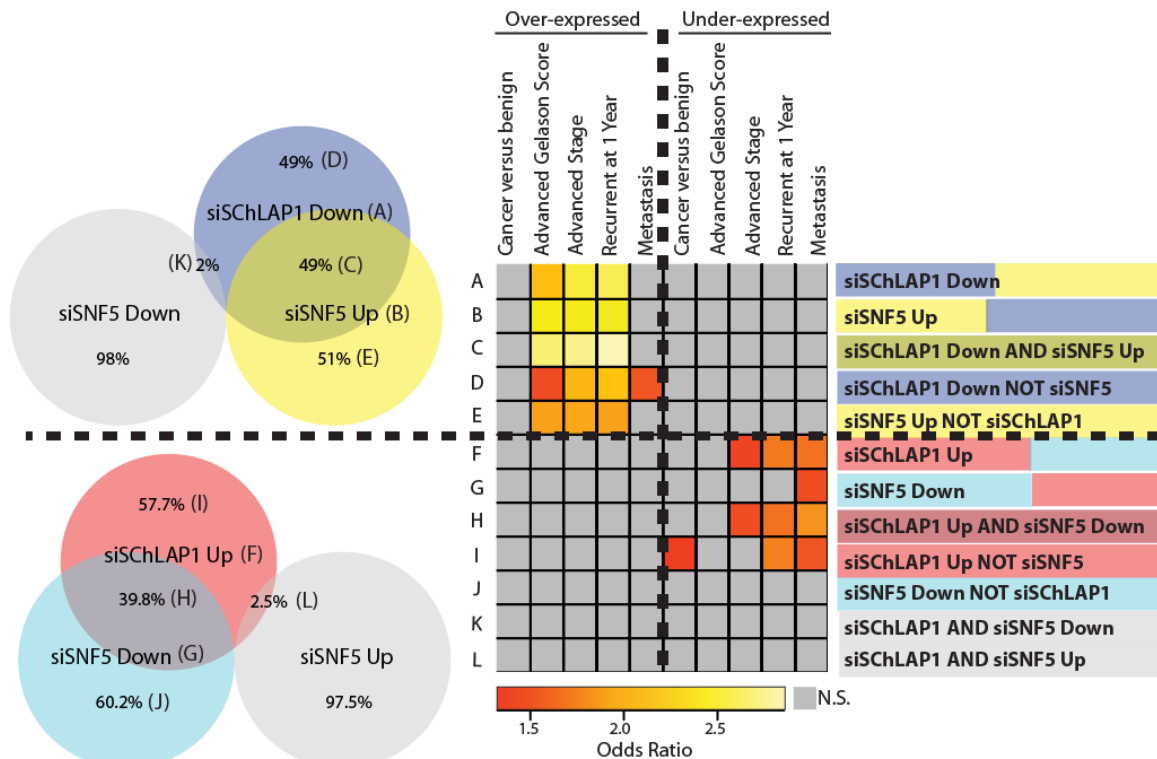 Over-expressed
Under-expressed
Cancer versus benign
Advanced Gelason Score
Advanced Stage
Recurrent at 1 Year
Metastasis
Cancer versus benign
Advanced Gelason Score
Advanced Stage
Recurrent at 1 Year
Metastasis
49% (D)
siSChLAP1 Down (A)
(K) 2%
49% (C)
siSNF5 Down
siSNF5 Up (B)
98%
51% (E)
A
B
C
D
E
F
G
H
I
J
K
L
siSChLAP1 Down
siSNF5 Up
siSChLAP1 Down AND siSNF5 Up
siSChLAP1 Down NOT siSNF5
siSNF5 Up NOT siSChLAP1
siSChLAP1 Up
siSNF5 Down
siSChLAP1 Up AND siSNF5 Down
siSChLAP1 Up NOT siSNF5
siSNF5 Down NOT siSChLAP1
siSChLAP1 AND siSNF5 Down
siSChLAP1 AND siSNF5 Up
57.7% (I)
siSChLAP1 Up (F)
39.8% (H)
2.5% (L)
siSNF5 Down (G)
siSNF5 Up
60.2% (J)
97.5%
N.S.
1.5 2.0 2.5
Odds Ratio